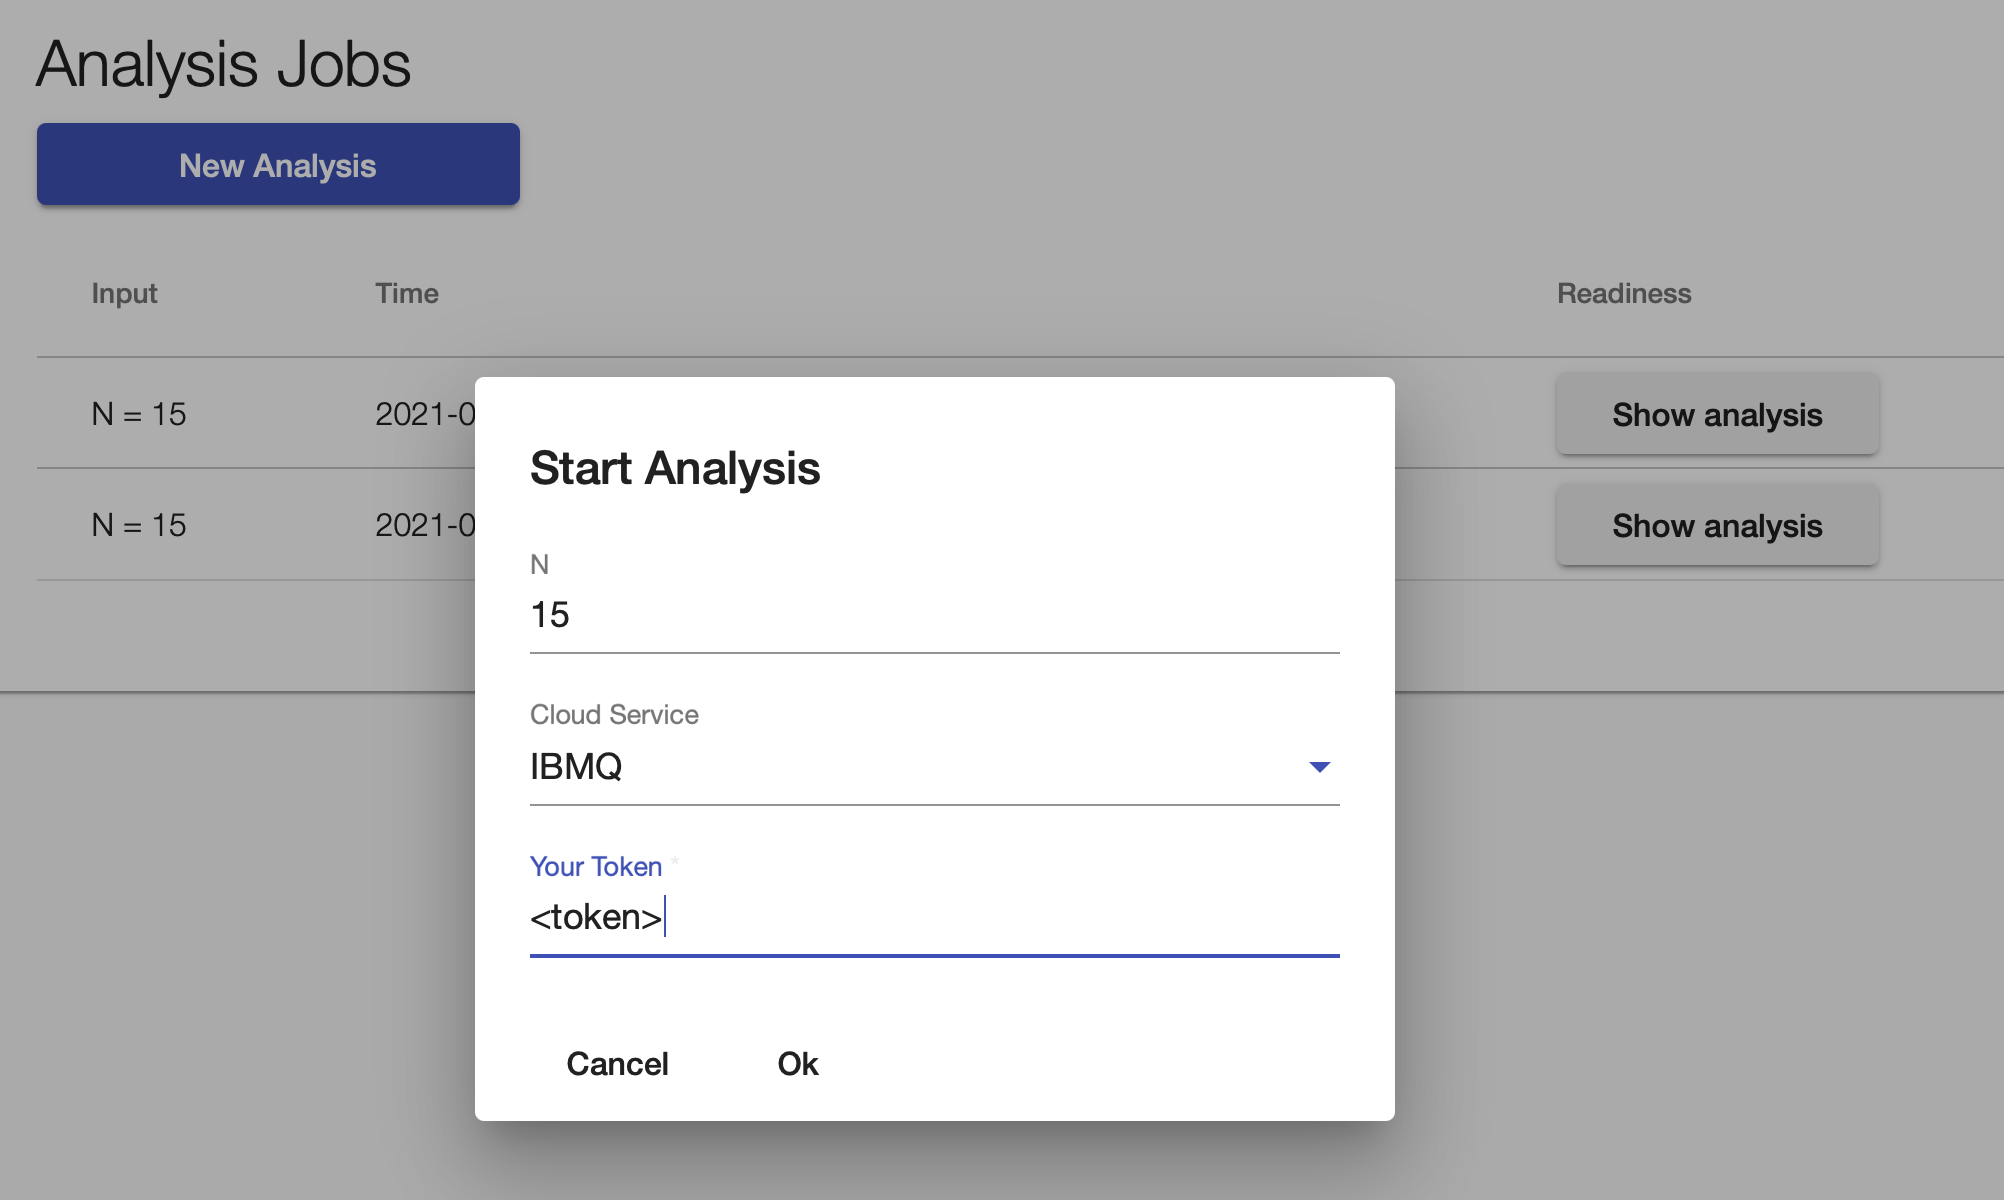 Analysis Jobs
New Analysis
Input Time Readiness
N = 15 2021-0 Show analysis
N = 15 2021-0 Show analysis
Start Analysis
N
15
Cloud Service
IBMQ
Your Token *
<token>
Cancel Ok